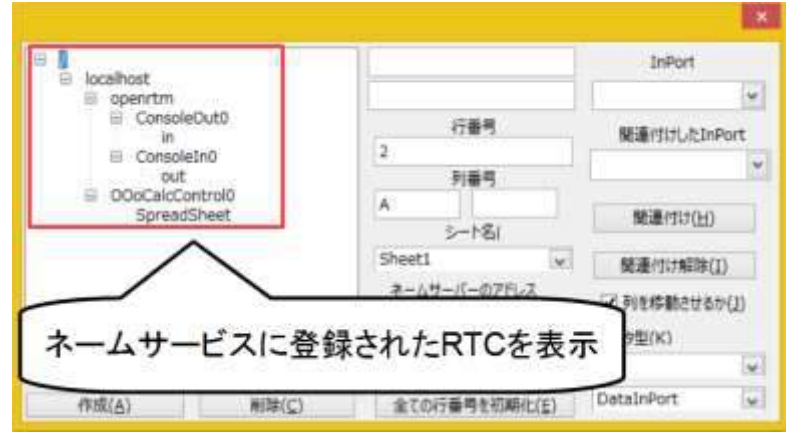 /
localhost
openrtm
ConsoleOut0
in
ConsoleIn0
out
OOoCalcControl0
SpreadSheet
行番号
2
列番号
A
シート名(
Sheet1
ネームサーバーのアドレス
InPort
関連付けしたInPort
関連付け(H)
関連付け解除(I)
列を移動させるか(J)
タ型(K)
DataInPort
ネームサービスに登録されたRTCを表示
作成(A)
削除(C)
全ての行番号を初期化(E)